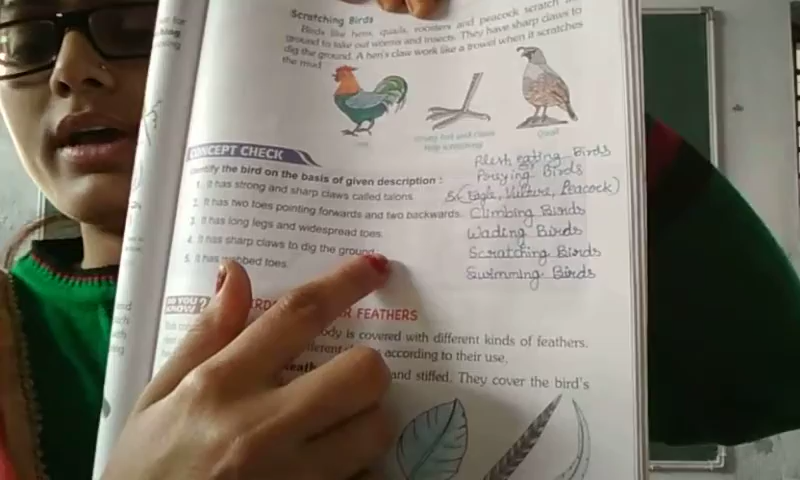 Scratching Birds
Birds like hens, quails, roosters and peacock scratch
ground to take out worms and insects. They have sharp claws to
dig the ground. A hen's claw work like a trowel when it scratches
the mud.
Quail
CONCEPT CHECK
Identify the bird on the basis of given description :
1. It has strong and sharp claws called talons.
2. It has two toes pointing forwards and two backwards.
3. It has long legs and widespread toes.
4. It has sharp claws to dig the ground.
5. It has webbed toes.
Flesh eating Birds
Preying Birds
(Eagle, Vulture, Peacock)
Climbing Birds
Wading Birds
Scratching Birds
Swimming Birds
DO YOU
KNOW?
FEATHERS
body is covered with different kinds of feathers.
according to their use.
and stiffed. They cover the bird's